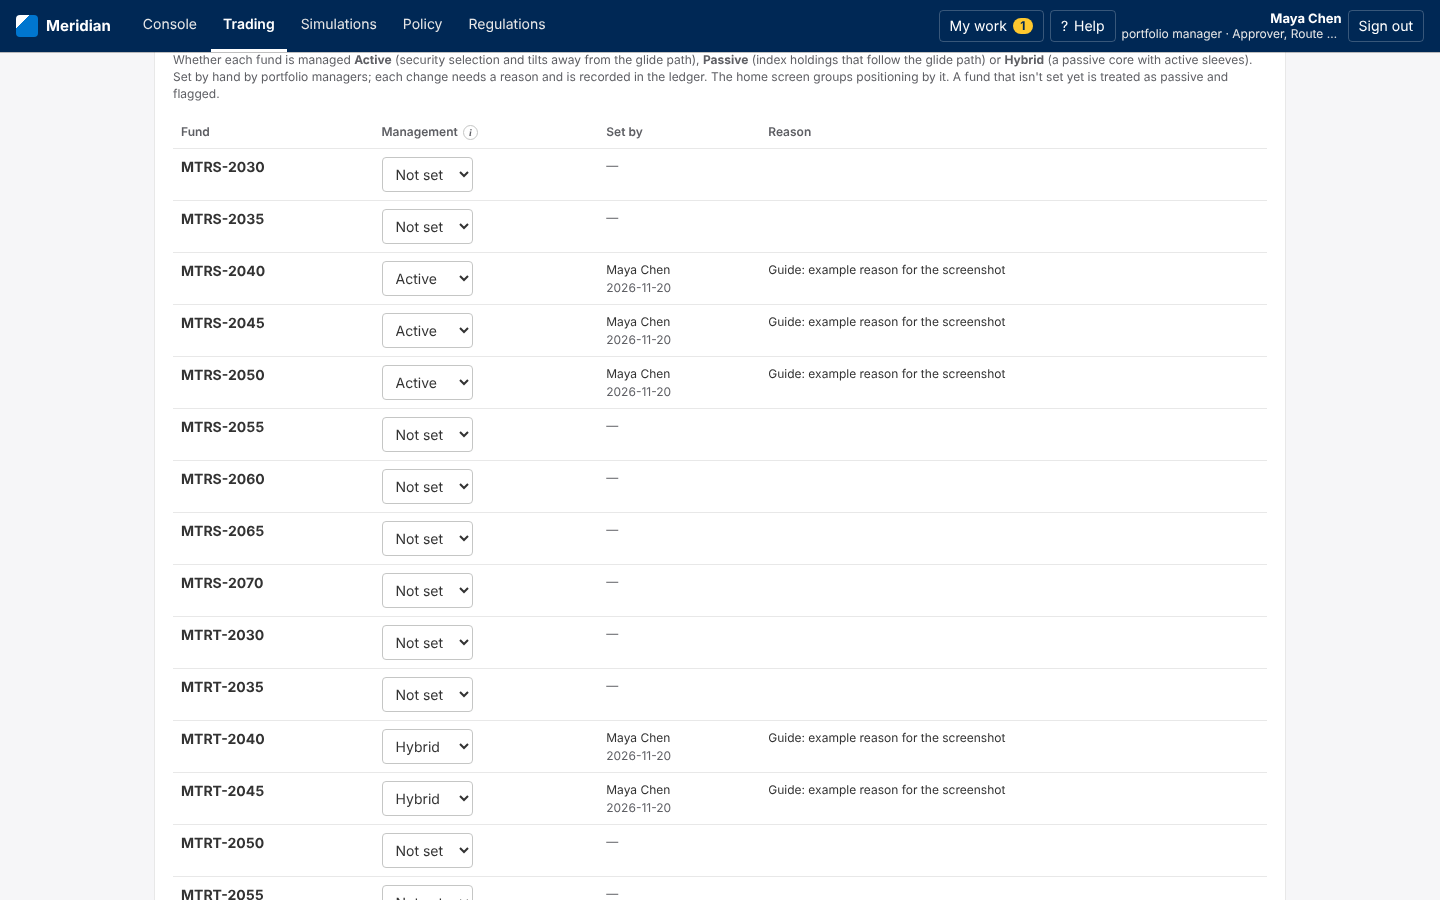 Meridian Console Trading Simulations Policy Regulations My work 1 ? Help Maya Chen Sign out
portfolio manager · Approver, Route ...
Whether each fund is managed Active (security selection and tilts away from the glide path), Passive (index holdings that follow the glide path) or Hybrid (a passive core with active sleeves).
Set by hand by portfolio managers; each change needs a reason and is recorded in the ledger. The home screen groups positioning by it. A fund that isn't set yet is treated as passive and
flagged.
Fund Management i Set by Reason
MTRS-2030 Not set —
MTRS-2035 Not set —
MTRS-2040 Active Maya Chen Guide: example reason for the screenshot
2026-11-20
MTRS-2045 Active Maya Chen Guide: example reason for the screenshot
2026-11-20
MTRS-2050 Active Maya Chen Guide: example reason for the screenshot
2026-11-20
MTRS-2055 Not set —
MTRS-2060 Not set —
MTRS-2065 Not set —
MTRS-2070 Not set —
MTRT-2030 Not set —
MTRT-2035 Not set —
MTRT-2040 Hybrid Maya Chen Guide: example reason for the screenshot
2026-11-20
MTRT-2045 Hybrid Maya Chen Guide: example reason for the screenshot
2026-11-20
MTRT-2050 Not set —
MTRT-2055 —